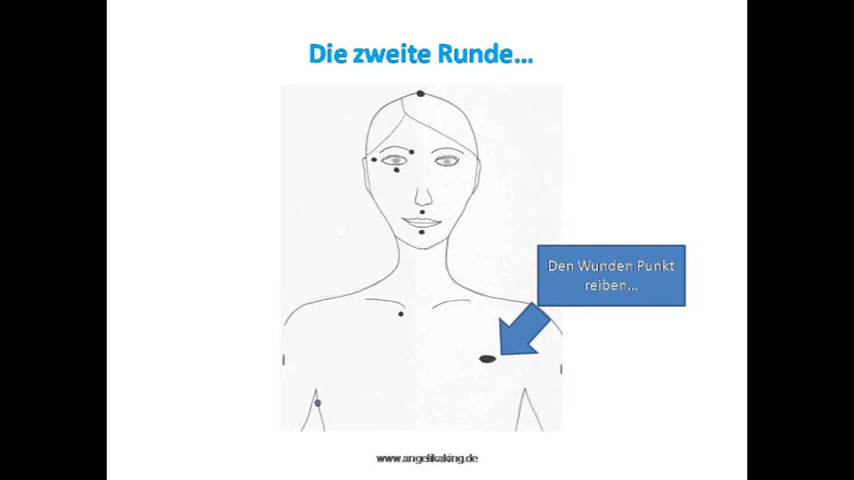 Die zweite Runde...
Den Wunden Punkt
reiben...
www.angelikaking.de